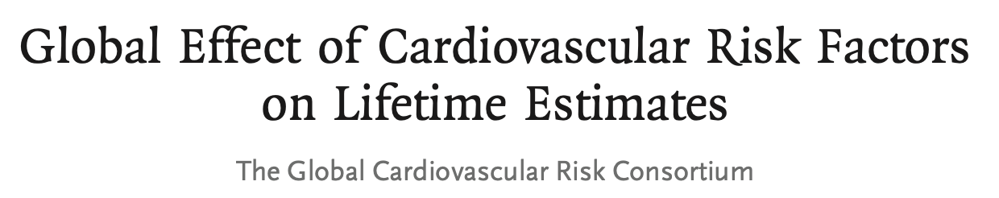 Global Effect of Cardiovascular Risk Factors
on Lifetime Estimates
The Global Cardiovascular Risk Consortium